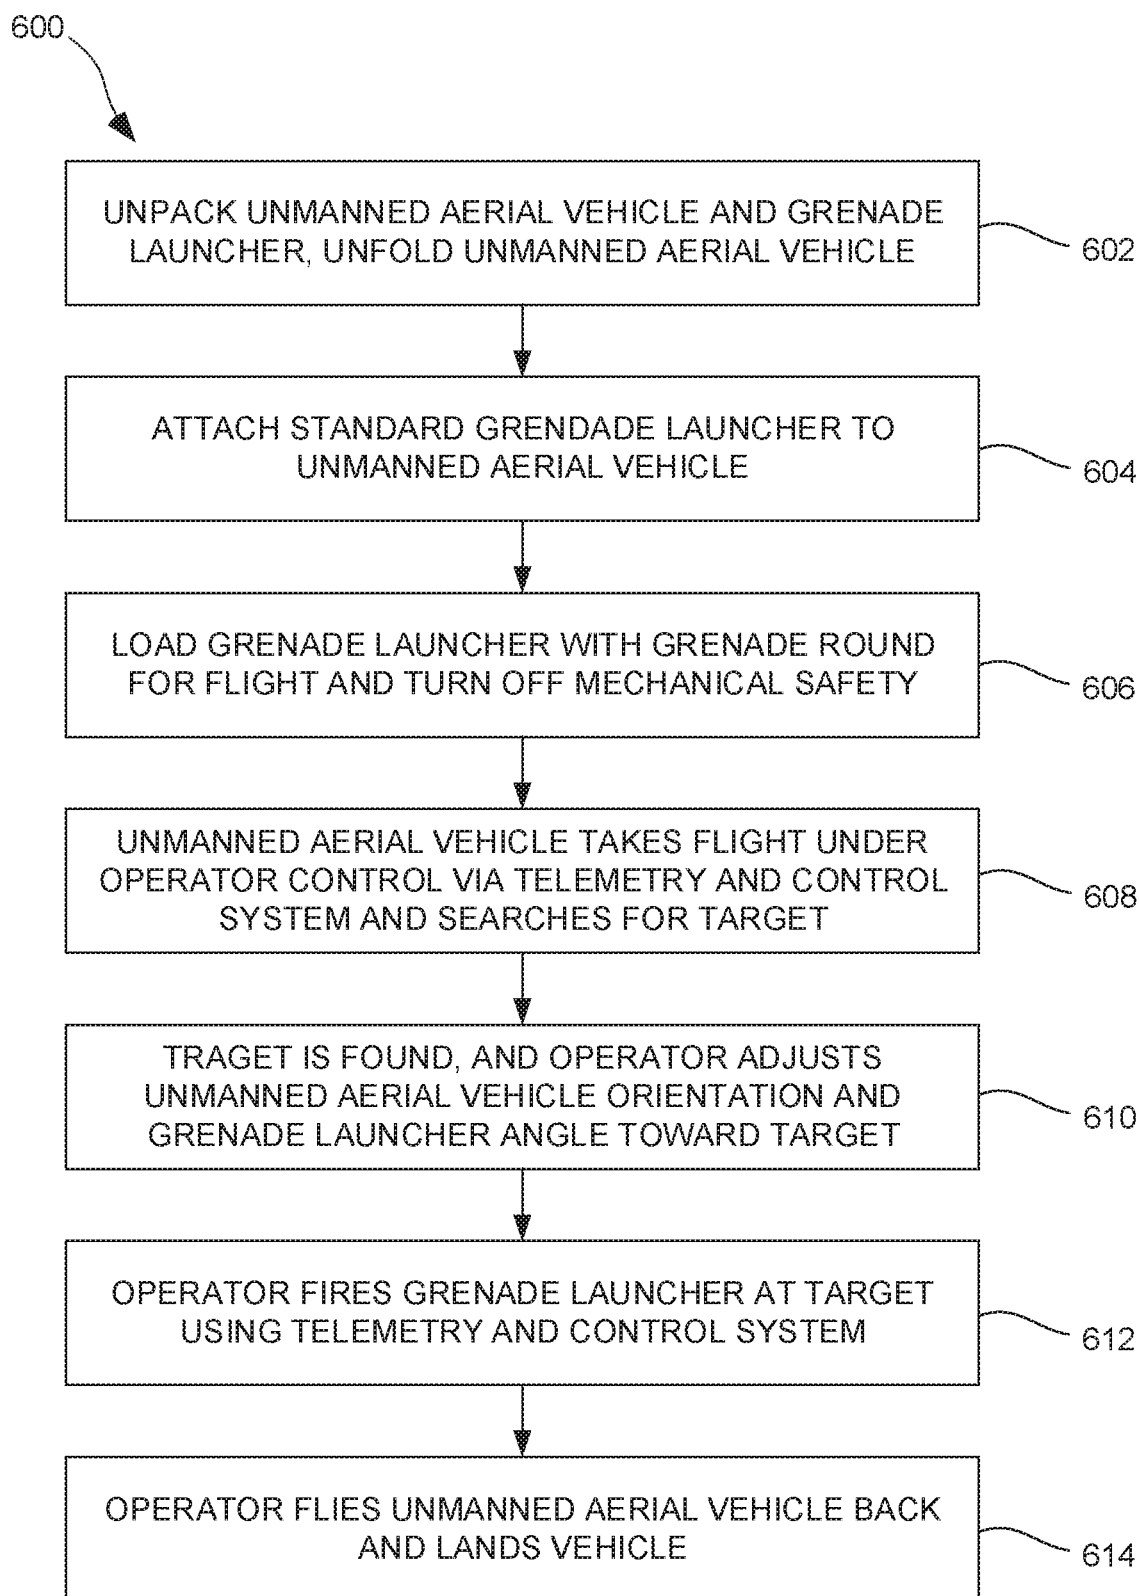 600
UNPACK UNMANNED AERIAL VEHICLE AND GRENADE
LAUNCHER, UNFOLD UNMANNED AERIAL VEHICLE
602
ATTACH STANDARD GRENDADE LAUNCHER TO
UNMANNED AERIAL VEHICLE
604
LOAD GRENADE LAUNCHER WITH GRENADE ROUND
FOR FLIGHT AND TURN OFF MECHANICAL SAFETY
606
UNMANNED AERIAL VEHICLE TAKES FLIGHT UNDER
OPERATOR CONTROL VIA TELEMETRY AND CONTROL
SYSTEM AND SEARCHES FOR TARGET
608
TRAGET IS FOUND, AND OPERATOR ADJUSTS
UNMANNED AERIAL VEHICLE ORIENTATION AND
GRENADE LAUNCHER ANGLE TOWARD TARGET
610
OPERATOR FIRES GRENADE LAUNCHER AT TARGET
USING TELEMETRY AND CONTROL SYSTEM
612
OPERATOR FLIES UNMANNED AERIAL VEHICLE BACK
AND LANDS VEHICLE
614